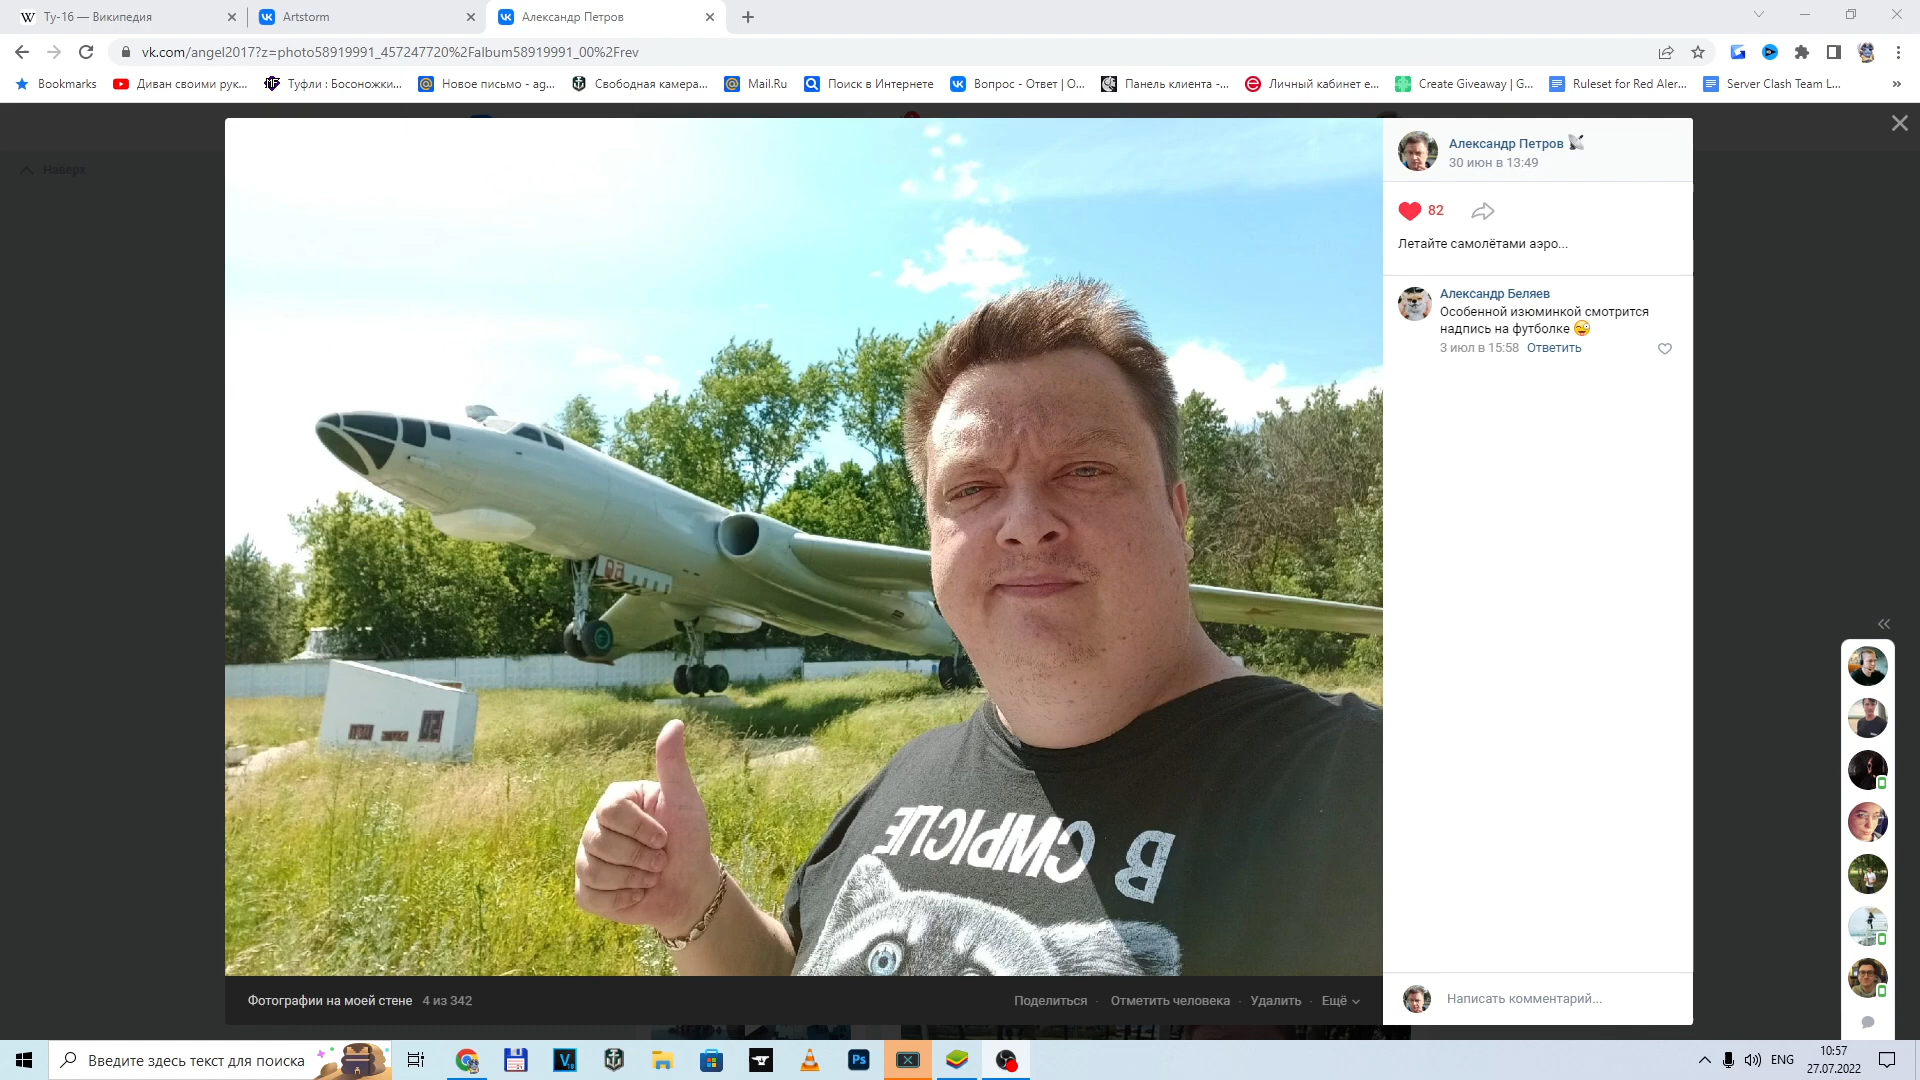 Ту-16 — Википедия
Artstorm
Александр Петров
vk.com/angel2017?z=photo58919991_457247720%2Falbum58919991_00%2Frev
Bookmarks
Диван своими рук...
Туфли : Босоножки...
Новое письмо - ag...
Свободная камера...
Mail.Ru
Поиск в Интернете
Вопрос - Ответ | О...
Панель клиента -...
Личный кабинет е...
Create Giveaway | G...
Ruleset for Red Aler...
Server Clash Team L...
Наверх
Александр Петров
30 июн в 13:49
82
Летайте самолётами аэро...
Александр Беляев
Особенной изюминкой смотрится
надпись на футболке
3 июл в 15:58 Ответить
В СМЫСЛЕ
Фотографии на моей стене 4 из 342
Поделиться · Отметить человека · Удалить · Ещё
Написать комментарий...
Введите здесь текст для поиска
Ps
ENG
10:57
27.07.2022